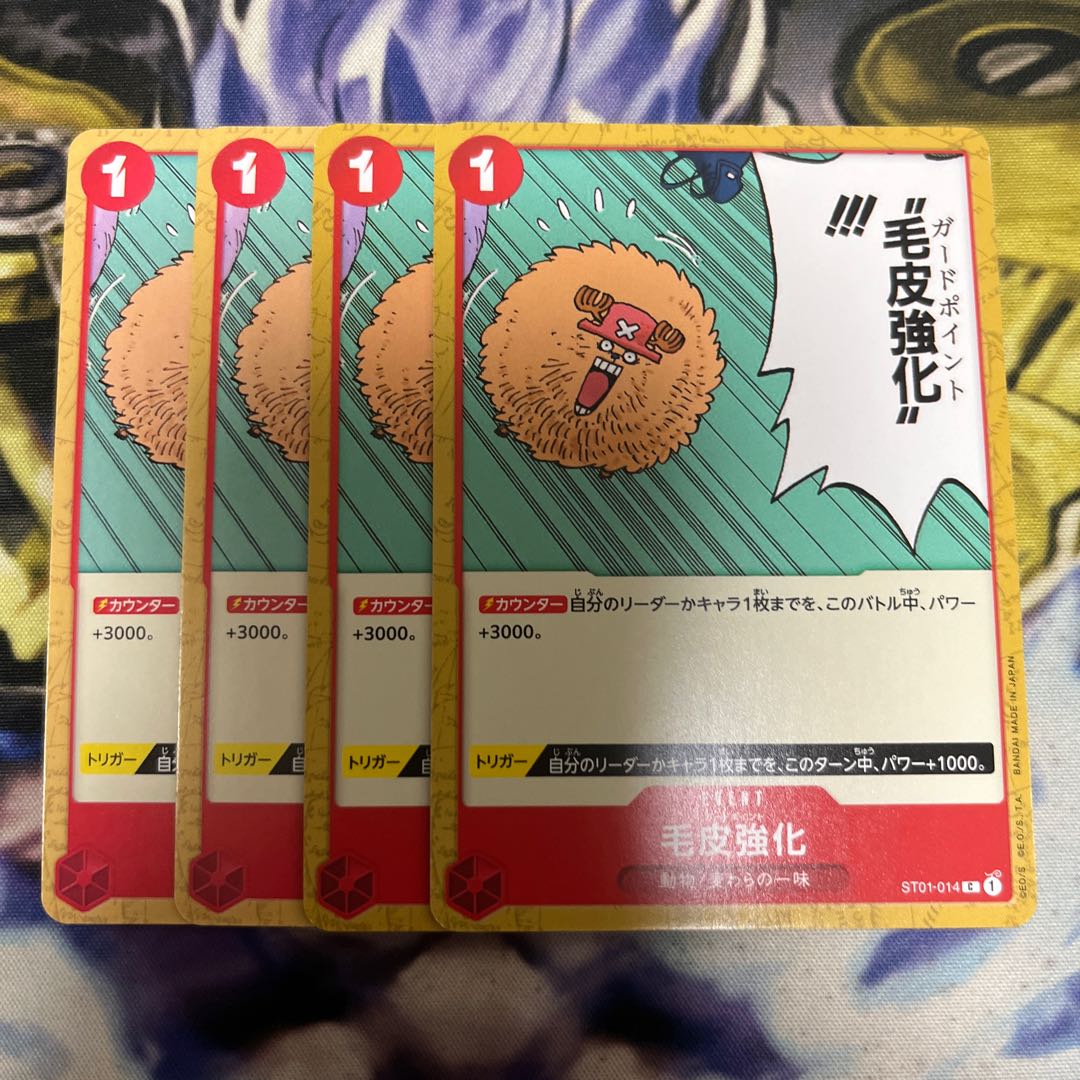 1
1
1
1
!!!
"毛皮強化"
ガードポイント
カウンター
+3000。
カウンター
+3000。
カウンター
+3000。
カウンター 自分のリーダーかキャラ1枚までを、このバトル中、パワー
+3000。
トリガー 自
トリガー
トリガー
トリガー 自分のリーダーかキャラ1枚までを、このターン中、パワー+1000。
EVENT
毛皮強化
動物/麦わらの一味
ST01-014 C 1
©E.O/S. ©E.O./S.,T.A. BANDAI MADE IN JAPAN